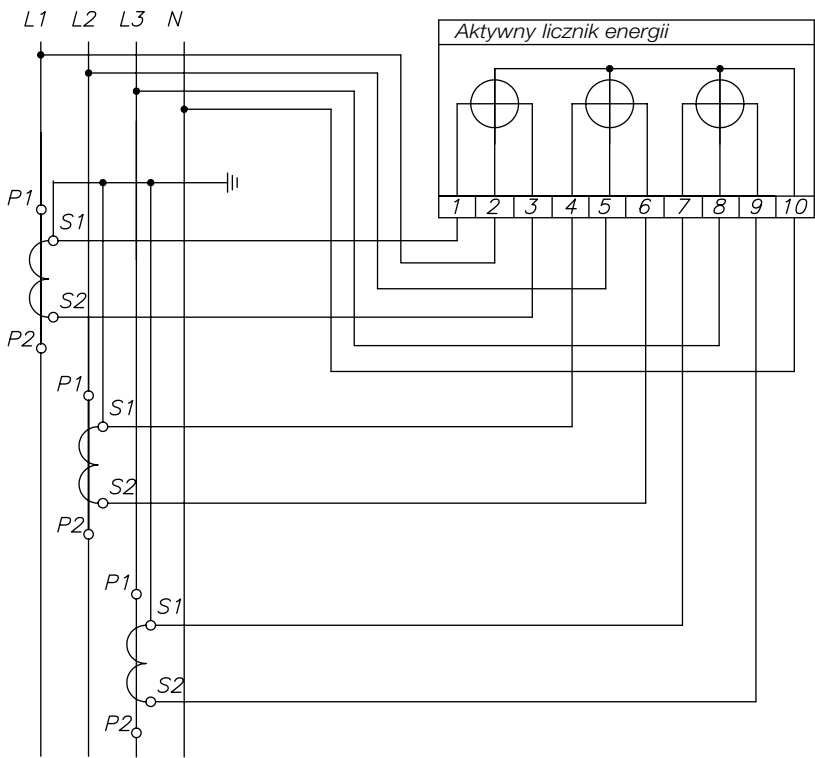 L1 L2 L3 N
Aktywny licznik energii
1 2 3 4 5 6 7 8 9 10
P1
S1
S2
P2
P1
S1
S2
P2
P1
S1
S2
P2